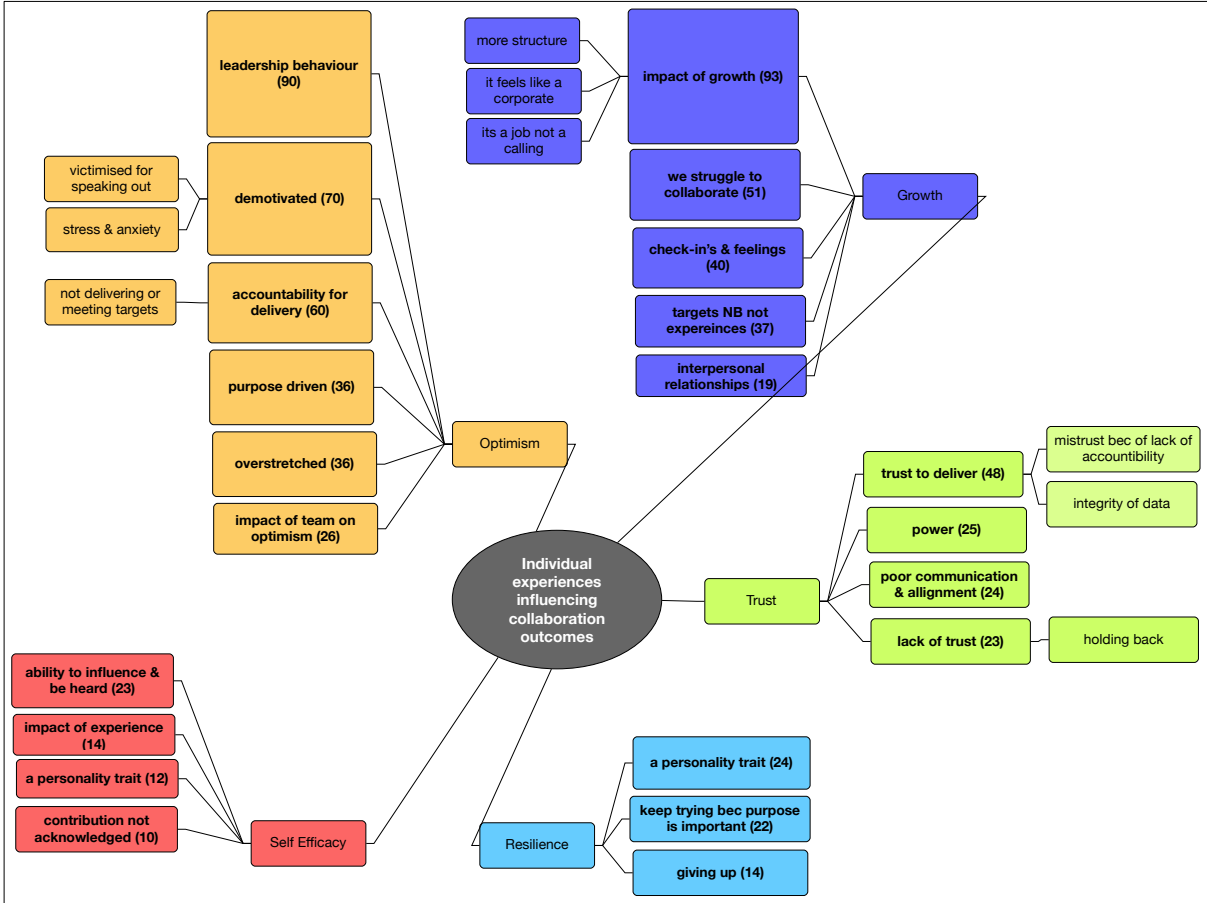 leadership behaviour
(90)
victimised for
speaking out
stress & anxiety
demotivated (70)
not delivering or
meeting targets
accountability for
delivery (60)
purpose driven (36)
overstretched (36)
impact of team on
optimism (26)
Optimism
more structure
it feels like a
corporate
its a job not a
calling
impact of growth (93)
we struggle to
collaborate (51)
check-in's & feelings
(40)
targets NB not
expereinces (37)
interpersonal
relationships (19)
Growth
Individual
experiences
influencing
collaboration
outcomes
Trust
trust to deliver (48)
mistrust bec of lack of
accountibility
integrity of data
power (25)
poor communication
& allignment (24)
lack of trust (23)
holding back
ability to influence &
be heard (23)
impact of experience
(14)
a personality trait (12)
contribution not
acknowledged (10)
Self Efficacy
Resilience
a personality trait (24)
keep trying bec purpose
is important (22)
giving up (14)